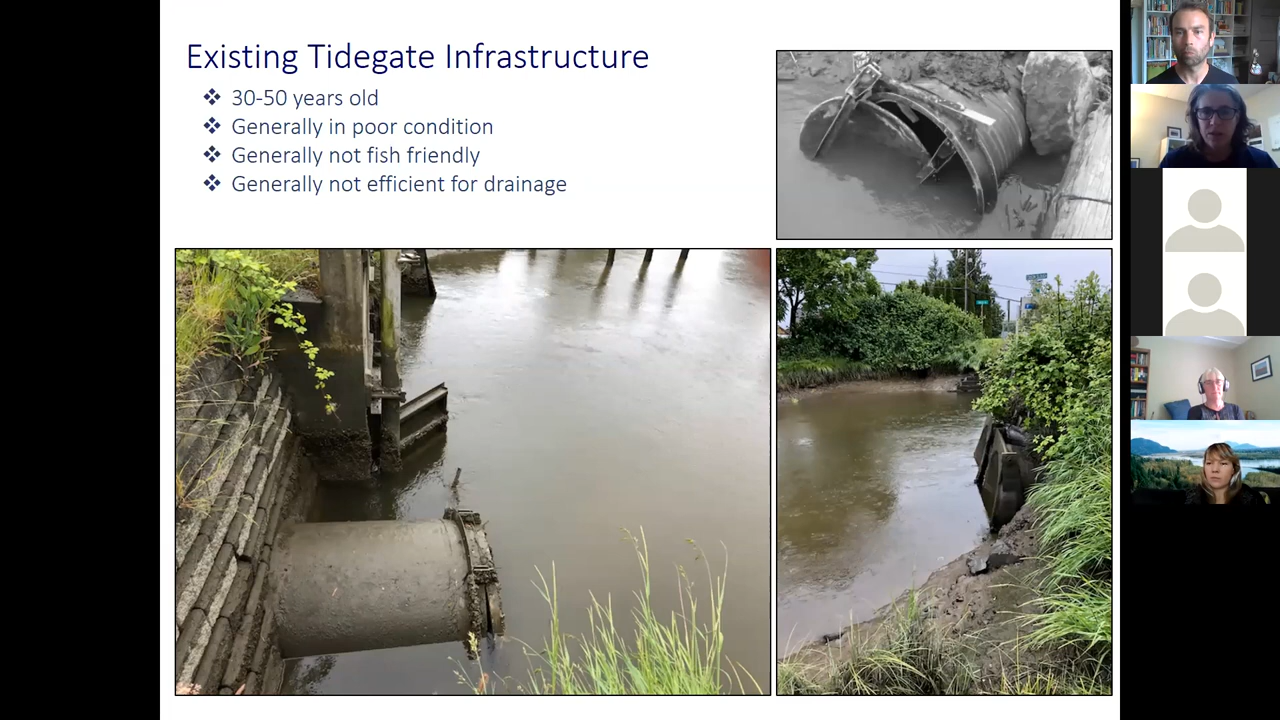 Existing Tidegate Infrastructure
❖ 30-50 years old
❖ Generally in poor condition
❖ Generally not fish friendly
❖ Generally not efficient for drainage